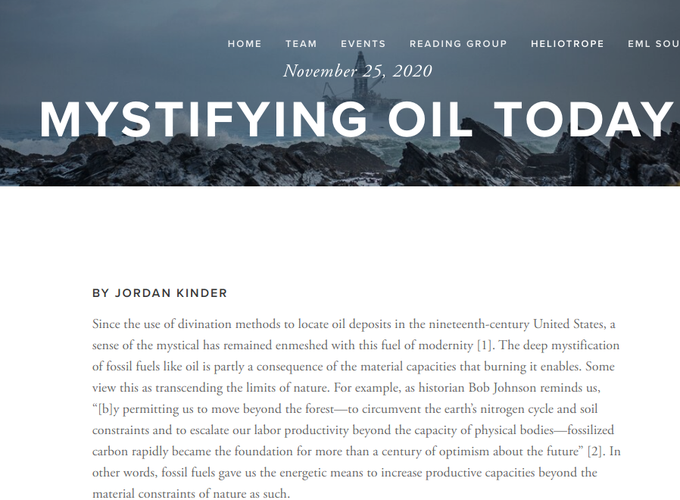 HOME TEAM EVENTS READING GROUP HELIOTROPE EML SOU
November 25, 2020
MYSTIFYING OIL TODAY
BY JORDAN KINDER
Since the use of divination methods to locate oil deposits in the nineteenth-century United States, a
sense of the mystical has remained enmeshed with this fuel of modernity [1]. The deep mystification
of fossil fuels like oil is partly a consequence of the material capacities that burning it enables. Some
view this as transcending the limits of nature. For example, as historian Bob Johnson reminds us,
“[b]y permitting us to move beyond the forest—to circumvent the earth’s nitrogen cycle and soil
constraints and to escalate our labor productivity beyond the capacity of physical bodies—fossilized
carbon rapidly became the foundation for more than a century of optimism about the future” [2]. In
other words, fossil fuels gave us the energetic means to increase productive capacities beyond the
material constraints of nature as such.